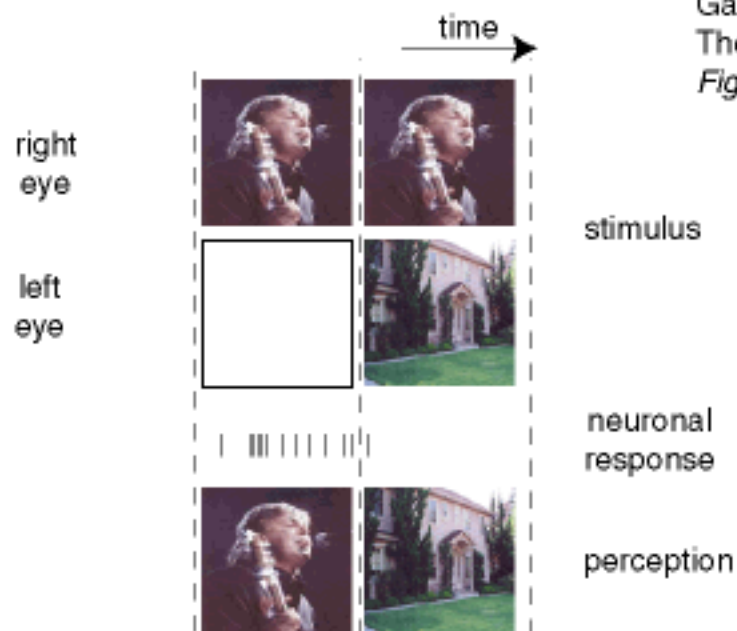 time
right
eye
stimulus
left
eye
neuronal
response
perception